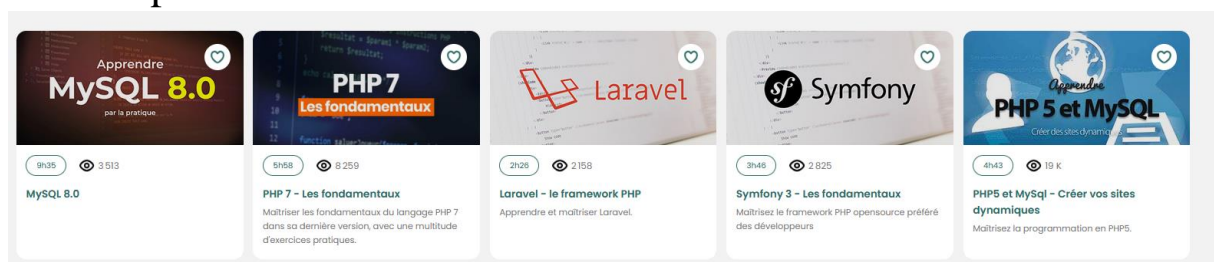 Apprendre
MySQL 8.0
par la pratique
9h35 3 513
MySQL 8.0
PHP 7
Les fondamentaux
5h58 8 259
PHP 7 - Les fondamentaux
Maîtriser les fondamentaux du langage PHP 7
dans sa dernière version, avec une multitude
d'exercices pratiques.
Laravel
2h26 2 158
Laravel - le framework PHP
Apprendre et maîtriser Laravel.
sf Symfony
3h46 2 825
Symfony 3 - Les fondamentaux
Maîtrisez le framework PHP opensource préféré
des développeurs
Apprendre
PHP 5 et MySQL
Créer des sites dynamiques
4h43 19 K
PHP5 et MySql - Créer vos sites
dynamiques
Maîtrisez la programmation en PHP5.